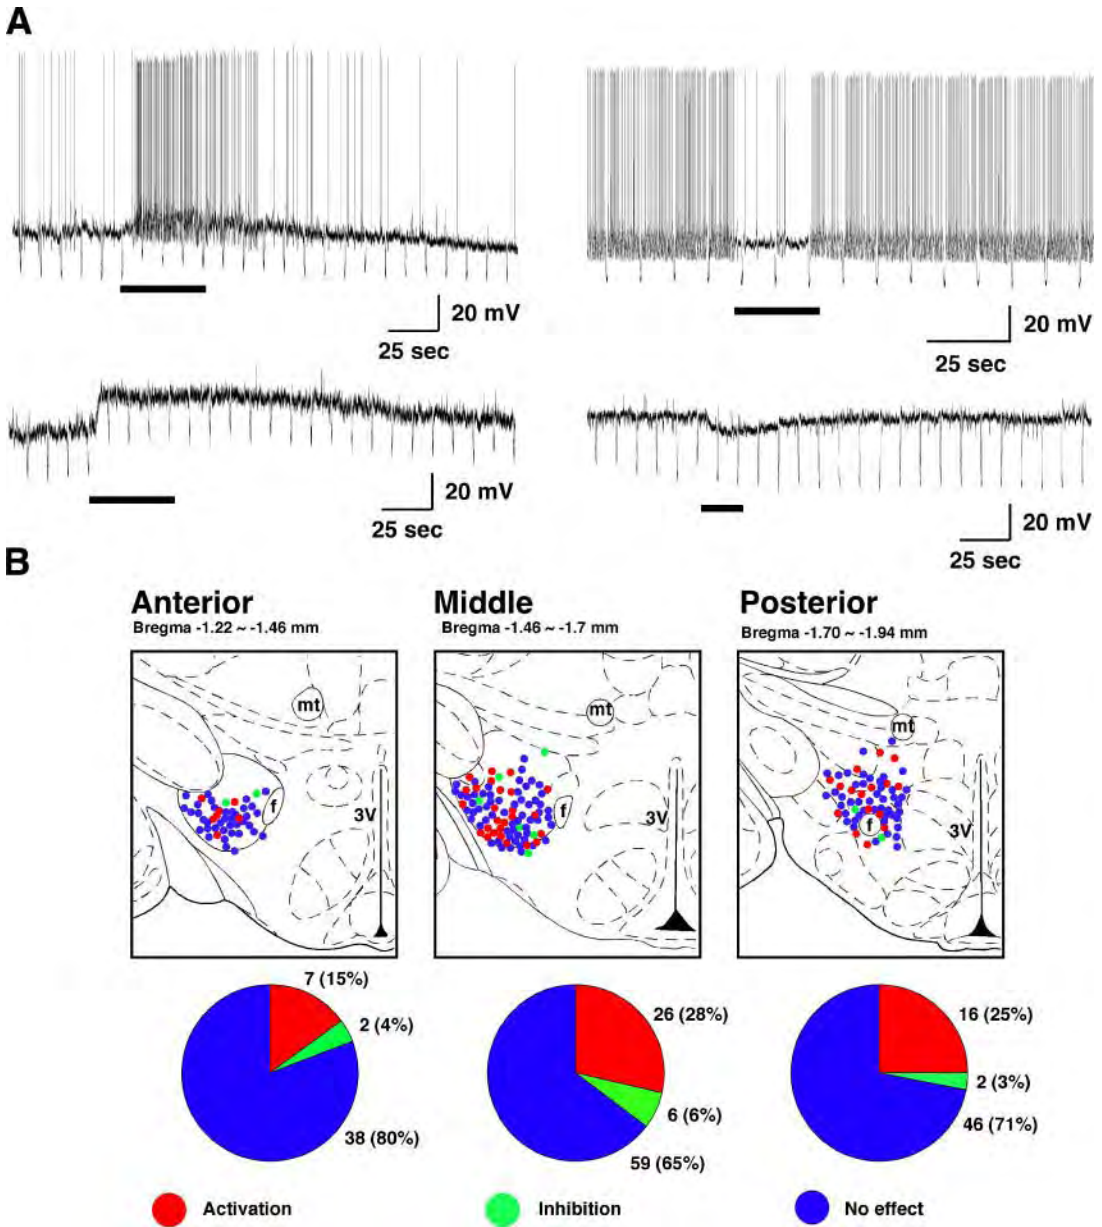 A
20 mV
25 sec
20 mV
25 sec
20 mV
25 sec
20 mV
25 sec
B
Anterior
Bregma -1.22 ~ -1.46 mm
Middle
Bregma -1.46 ~ -1.7 mm
Posterior
Bregma -1.70 ~ -1.94 mm
mt
f
3V
mt
f
3V
mt
f
3V
7 (15%)
2 (4%)
38 (80%)
26 (28%)
6 (6%)
59 (65%)
16 (25%)
2 (3%)
46 (71%)
Activation
Inhibition
No effect